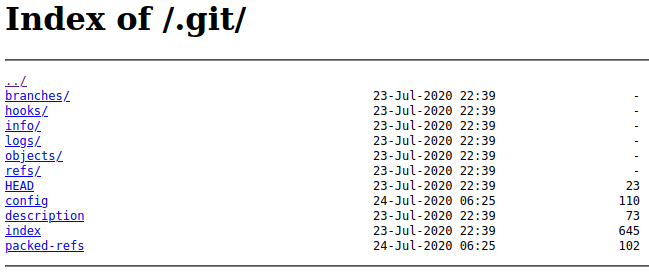 Index of /.git/
../
branches/ 23-Jul-2020 22:39 -
hooks/ 23-Jul-2020 22:39 -
info/ 23-Jul-2020 22:39 -
logs/ 23-Jul-2020 22:39 -
objects/ 23-Jul-2020 22:39 -
refs/ 23-Jul-2020 22:39 -
HEAD 23-Jul-2020 22:39 23
config 24-Jul-2020 06:25 110
description 23-Jul-2020 22:39 73
index 23-Jul-2020 22:39 645
packed-refs 24-Jul-2020 06:25 102